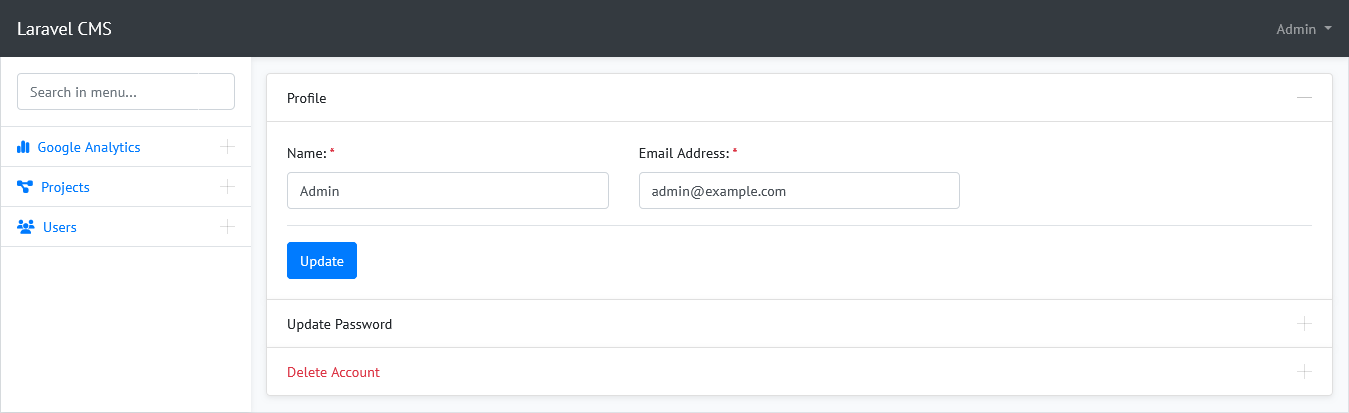 Laravel CMS
Admin
Search in menu...
Google Analytics
Projects
Users
Profile
Name: * Email Address: *
Admin admin@example.com
Update
Update Password
Delete Account